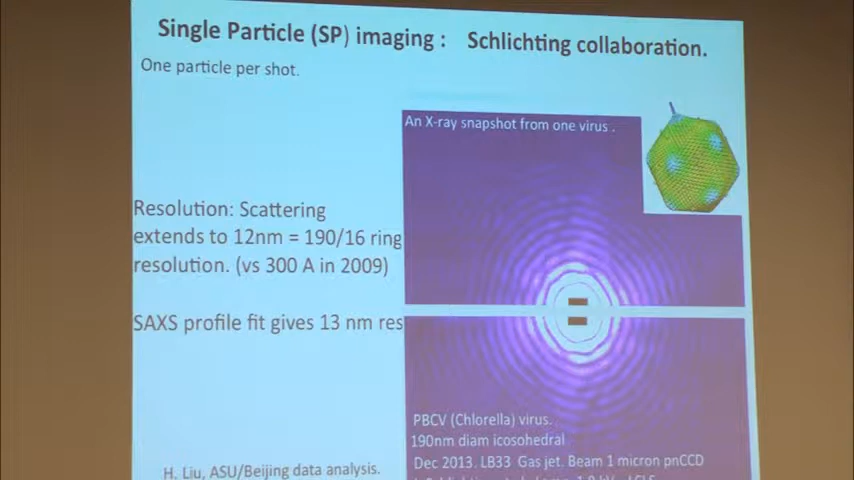 Single Particle (SP) imaging : Schlichting collaboration.
One particle per shot.
An X-ray snapshot from one virus .
Resolution: Scattering
extends to 12nm = 190/16 ring
resolution. (vs 300 A in 2009)
SAXS profile fit gives 13 nm res
PBCV (Chlorella) virus.
190nm diam icosohedral
Dec 2013. LB33 Gas jet. Beam 1 micron pnCCD
H. Liu, ASU/Beijing data analysis.